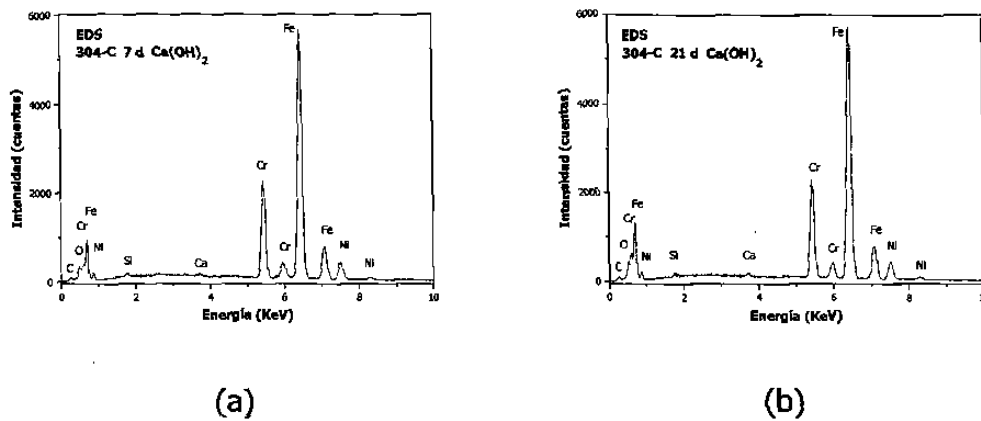 EDS
304-C 7 d Ca(OH)2
Intensidad (cuentas)
6000
4000
2000
0
Fe
Cr
Fe
Cr
O
C
Ni
Si
Ca
Cr
Fe
Ni
Ni
0 2 4 6 8 10
Energía (KeV)
(a)
EDS
304-C 21 d Ca(OH)2
Intensidad (cuentas)
6000
4000
2000
0
Fe
Cr
Fe
Cr
O
C
Ni
Si
Ca
Cr
Fe
Ni
Ni
0 2 4 6 8 1
Energía (KeV)
(b)